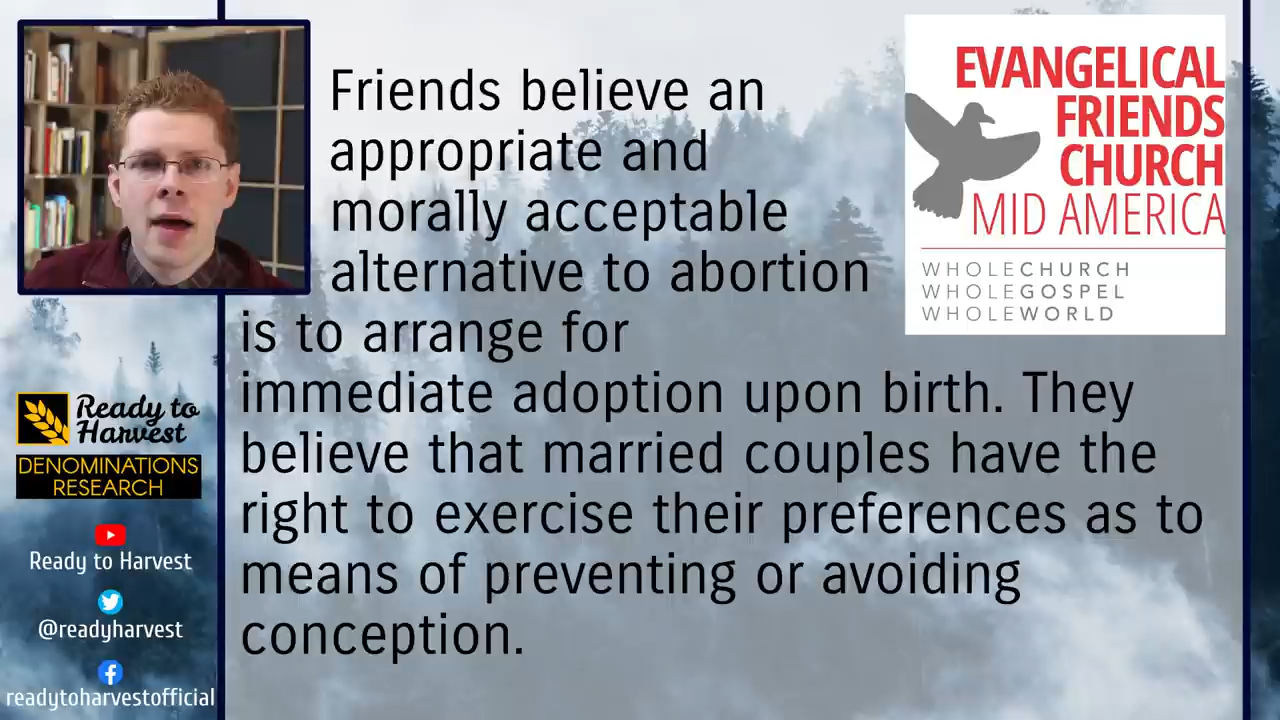 Friends believe an
appropriate and
morally acceptable
alternative to abortion
is to arrange for
immediate adoption upon birth. They
believe that married couples have the
right to exercise their preferences as to
means of preventing or avoiding
conception.
EVANGELICAL
FRIENDS
CHURCH
MID AMERICA
WHOLECHURCH
WHOLEGOSPEL
WHOLEWORLD
Ready to
Harvest
DENOMINATIONS
RESEARCH
Ready to Harvest
@readyharvest
readytoharvestofficial